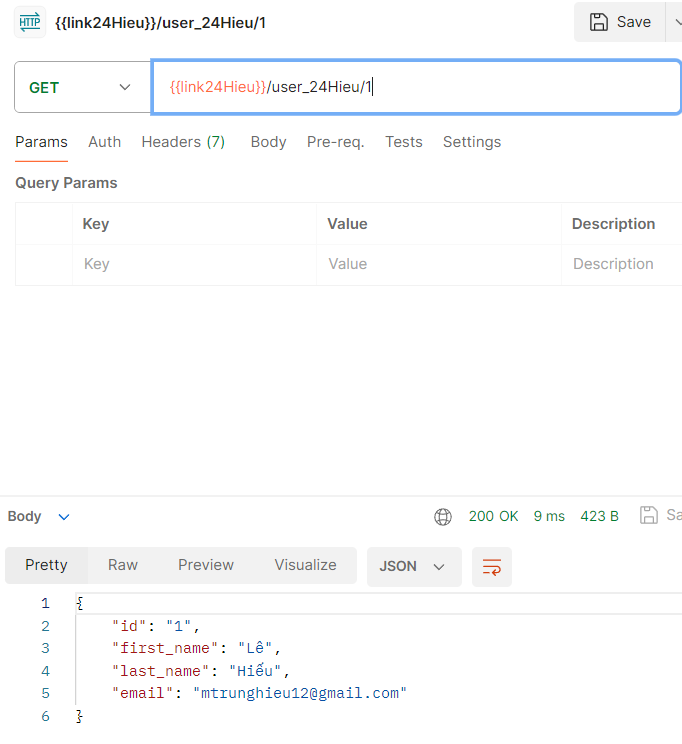 HTTP {{link24Hieu}}/user_24Hieu/1 Save
GET {{link24Hieu}}/user_24Hieu/1
Params Auth Headers (7) Body Pre-req. Tests Settings
Query Params
Key Value Description
Key Value Description
Body 200 OK 9 ms 423 B Sa
Pretty Raw Preview Visualize JSON
1 {
2 "id": "1",
3 "first_name": "Lê",
4 "last_name": "Hiếu",
5 "email": "mtrunghieu12@gmail.com"
6 }